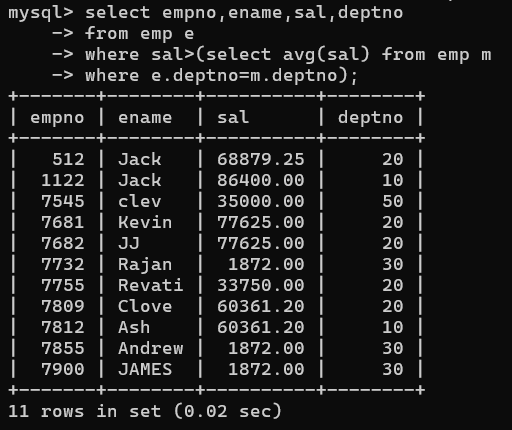 mysql> select empno,ename,sal,deptno
    -> from emp e
    -> where sal>(select avg(sal) from emp m
    -> where e.deptno=m.deptno);
+-------+--------+----------+--------+
| empno | ename  | sal      | deptno |
+-------+--------+----------+--------+
|   512 | Jack   | 68879.25 |     20 |
|  1122 | Jack   | 86400.00 |     10 |
|  7545 | clev   | 35000.00 |     50 |
|  7681 | Kevin  | 77625.00 |     20 |
|  7682 | JJ     | 77625.00 |     20 |
|  7732 | Rajan  |  1872.00 |     30 |
|  7755 | Revati | 33750.00 |     20 |
|  7809 | Clove  | 60361.20 |     20 |
|  7812 | Ash    | 60361.20 |     10 |
|  7855 | Andrew |  1872.00 |     30 |
|  7900 | JAMES  |  1872.00 |     30 |
+-------+--------+----------+--------+
11 rows in set (0.02 sec)